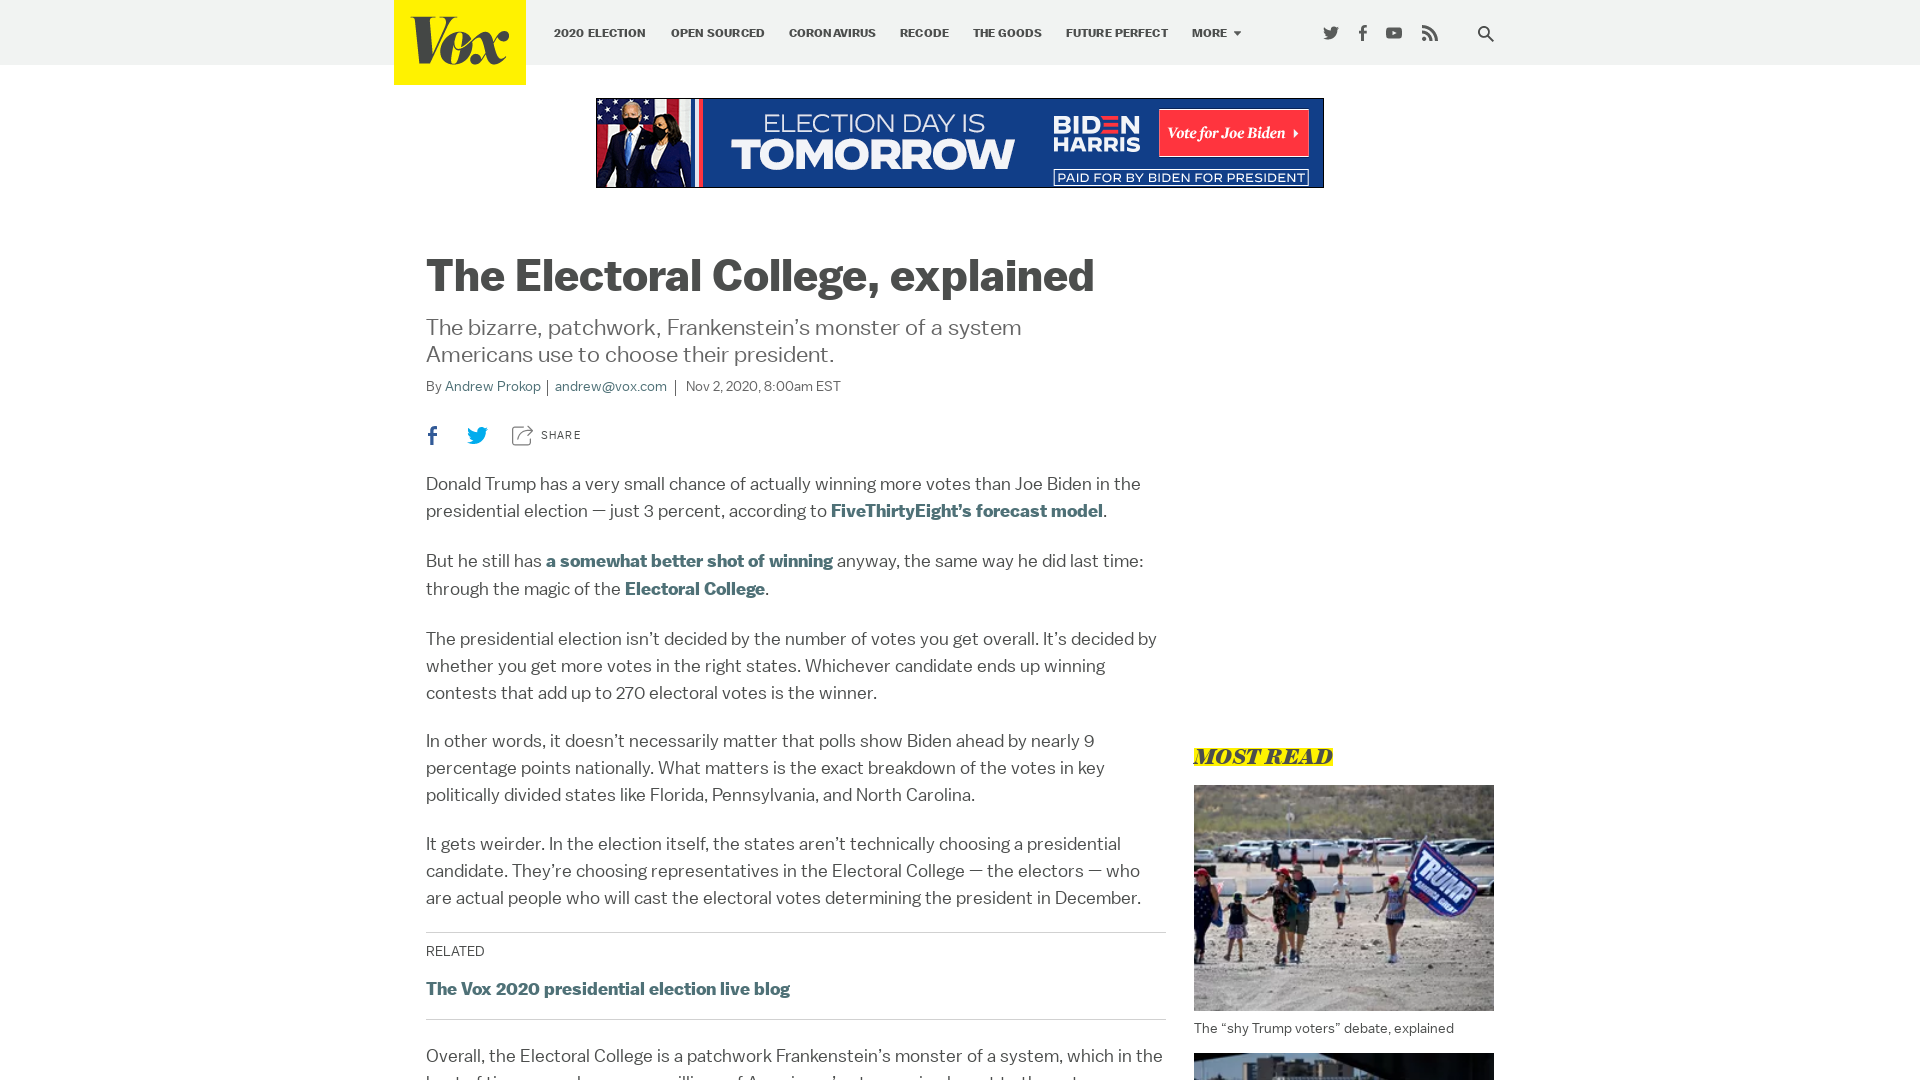 Vox
2020 ELECTION
OPEN SOURCED
CORONAVIRUS
RECODE
THE GOODS
FUTURE PERFECT
MORE
ELECTION DAY IS
TOMORROW
BIDEN
HARRIS
Vote for Joe Biden
PAID FOR BY BIDEN FOR PRESIDENT
The Electoral College, explained
The bizarre, patchwork, Frankenstein’s monster of a system
Americans use to choose their president.
By Andrew Prokop | andrew@vox.com | Nov 2, 2020, 8:00am EST
SHARE
Donald Trump has a very small chance of actually winning more votes than Joe Biden in the
presidential election — just 3 percent, according to FiveThirtyEight’s forecast model.
But he still has a somewhat better shot of winning anyway, the same way he did last time:
through the magic of the Electoral College.
The presidential election isn’t decided by the number of votes you get overall. It’s decided by
whether you get more votes in the right states. Whichever candidate ends up winning
contests that add up to 270 electoral votes is the winner.
In other words, it doesn’t necessarily matter that polls show Biden ahead by nearly 9
percentage points nationally. What matters is the exact breakdown of the votes in key
politically divided states like Florida, Pennsylvania, and North Carolina.
It gets weirder. In the election itself, the states aren’t technically choosing a presidential
candidate. They’re choosing representatives in the Electoral College — the electors — who
are actual people who will cast the electoral votes determining the president in December.
RELATED
The Vox 2020 presidential election live blog
Overall, the Electoral College is a patchwork Frankenstein’s monster of a system, which in the
MOST READ
TRUMP
The “shy Trump voters” debate, explained